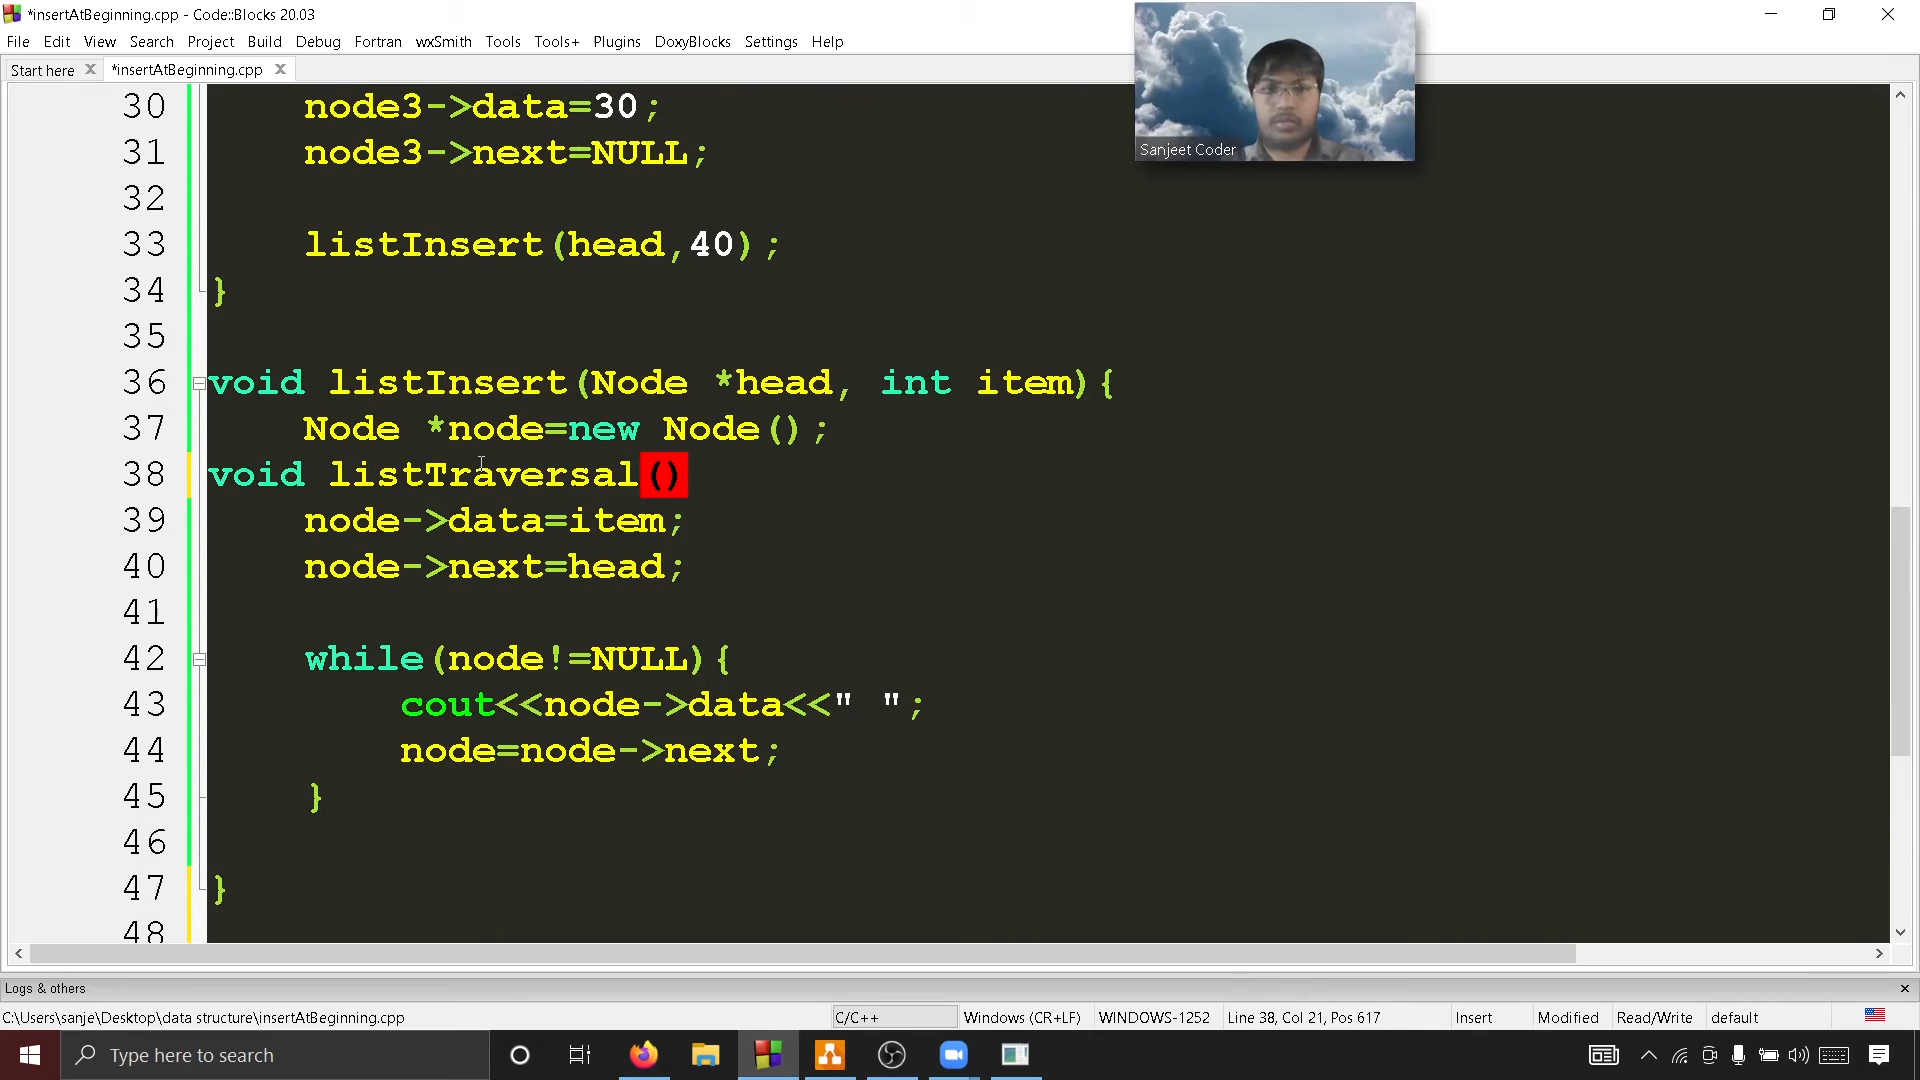 *insertAtBeginning.cpp - Code::Blocks 20.03
File Edit View Search Project Build Debug Fortran wxSmith Tools Tools+ Plugins DoxyBlocks Settings Help
Start here *insertAtBeginning.cpp
Sanjeet Coder
30 node3->data=30;
31 node3->next=NULL;
32
33 listInsert(head,40);
34 }
35
36 void listInsert(Node *head, int item){
37 Node *node=new Node();
38 void listTraversal()
39 node->data=item;
40 node->next=head;
41
42 while(node!=NULL){
43 cout<<node->data<<" ";
44 node=node->next;
45 }
46
47 }
48
Logs & others
C:\Users\sanje\Desktop\data structure\insertAtBeginning.cpp C/C++ Windows (CR+LF) WINDOWS-1252 Line 38, Col 21, Pos 617 Insert Modified Read/Write default
Type here to search